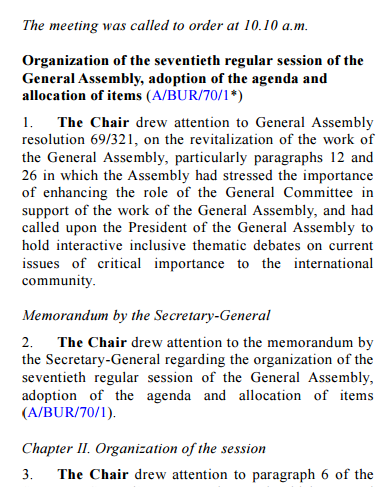 The meeting was called to order at 10.10 a.m.
Organization of the seventieth regular session of the
General Assembly, adoption of the agenda and
allocation of items (A/BUR/70/1*)
1. The Chair drew attention to General Assembly
resolution 69/321, on the revitalization of the work of
the General Assembly, particularly paragraphs 12 and
26 in which the Assembly had stressed the importance
of enhancing the role of the General Committee in
support of the work of the General Assembly, and had
called upon the President of the General Assembly to
hold interactive inclusive thematic debates on current
issues of critical importance to the international
community.
Memorandum by the Secretary-General
2. The Chair drew attention to the memorandum by
the Secretary-General regarding the organization of the
seventieth regular session of the General Assembly,
adoption of the agenda and allocation of items
(A/BUR/70/1).
Chapter II. Organization of the session
3. The Chair drew attention to paragraph 6 of the